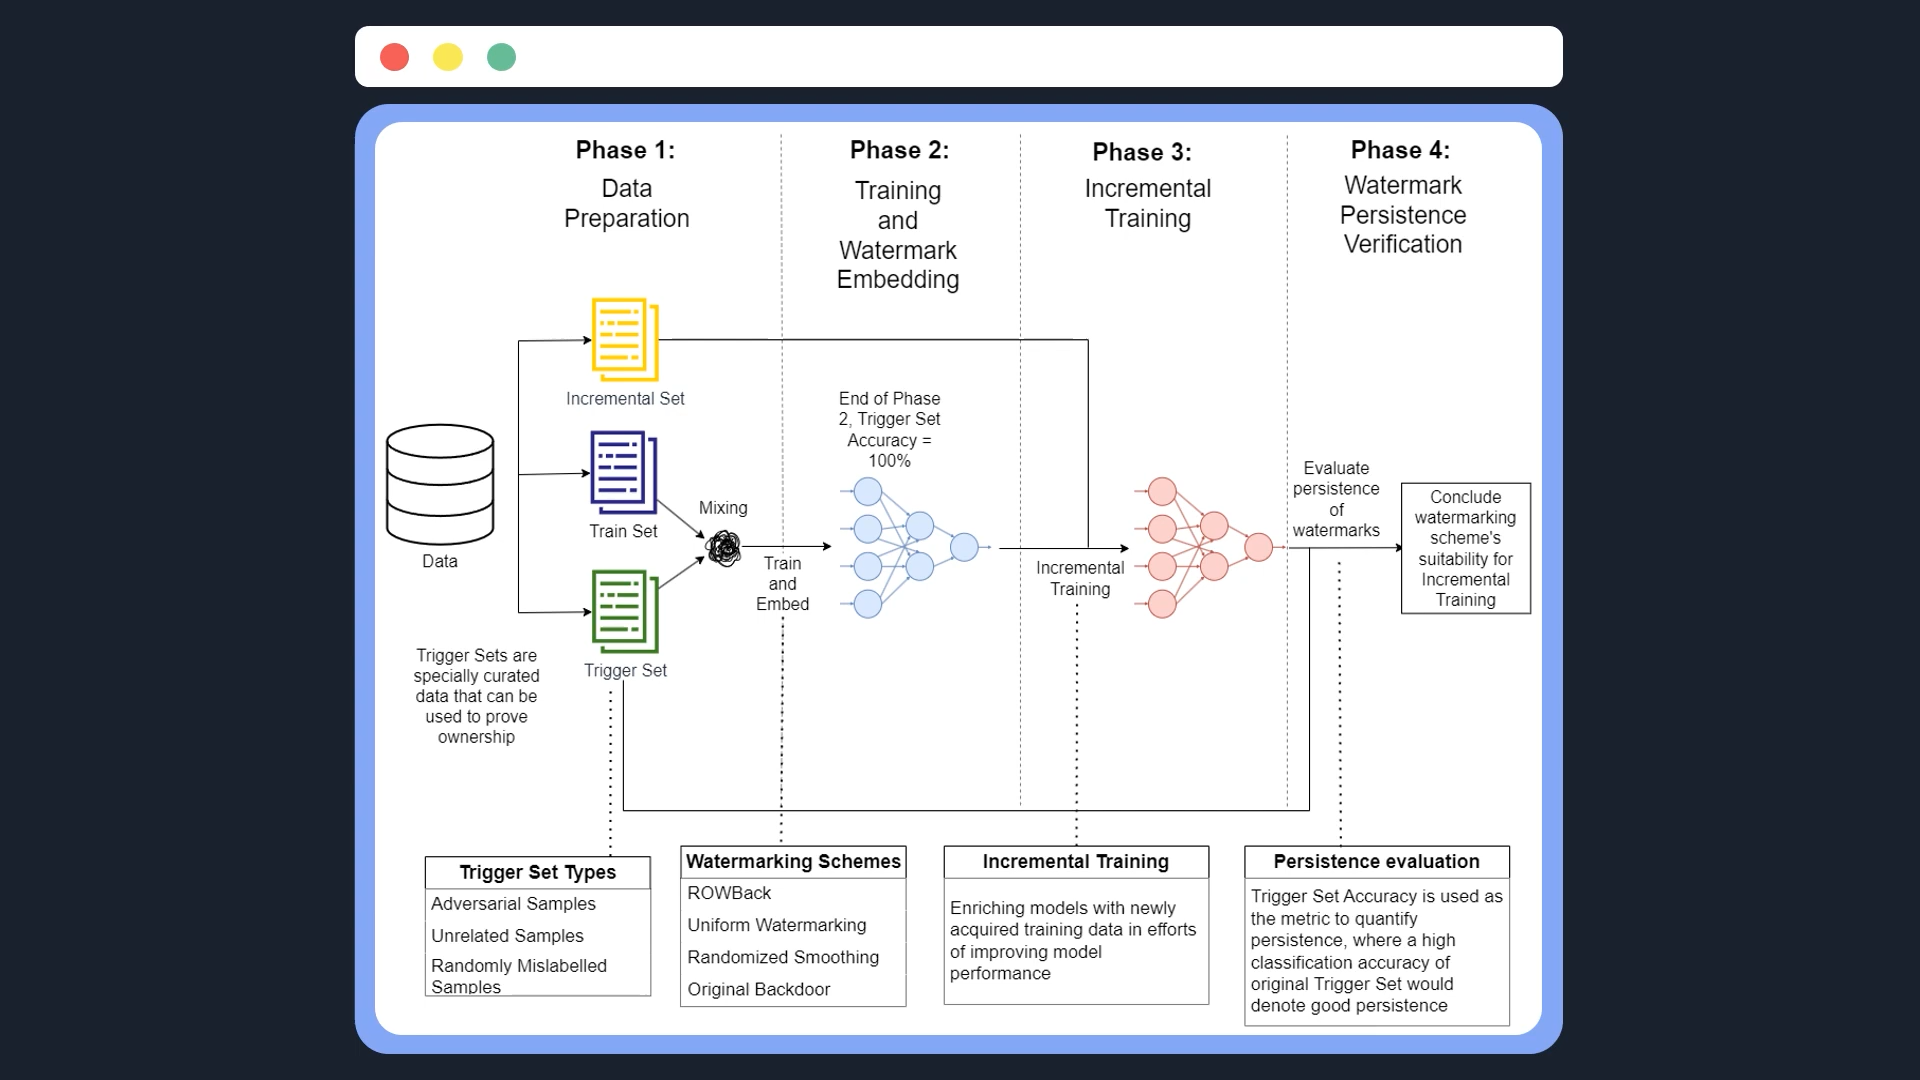 Phase 1:
Data
Preparation
Phase 2:
Training
and
Watermark
Embedding
Phase 3:
Incremental
Training
Phase 4:
Watermark
Persistence
Verification
Incremental Set
Data
Train Set
Trigger Set
Trigger Sets are
specially curated
data that can be
used to prove
ownership
Mixing
Train
and
Embed
End of Phase
2, Trigger Set
Accuracy =
100%
Incremental
Training
Evaluate
persistence
of
watermarks
Conclude
watermarking
scheme's
suitability for
Incremental
Training
Trigger Set Types
Adversarial Samples
Unrelated Samples
Randomly Mislabelled
Samples
Watermarking Schemes
ROWBack
Uniform Watermarking
Randomized Smoothing
Original Backdoor
Incremental Training
Enriching models with newly
acquired training data in efforts
of improving model
performance
Persistence evaluation
Trigger Set Accuracy is used as
the metric to quantify
persistence, where a high
classification accuracy of
original Trigger Set would
denote good persistence